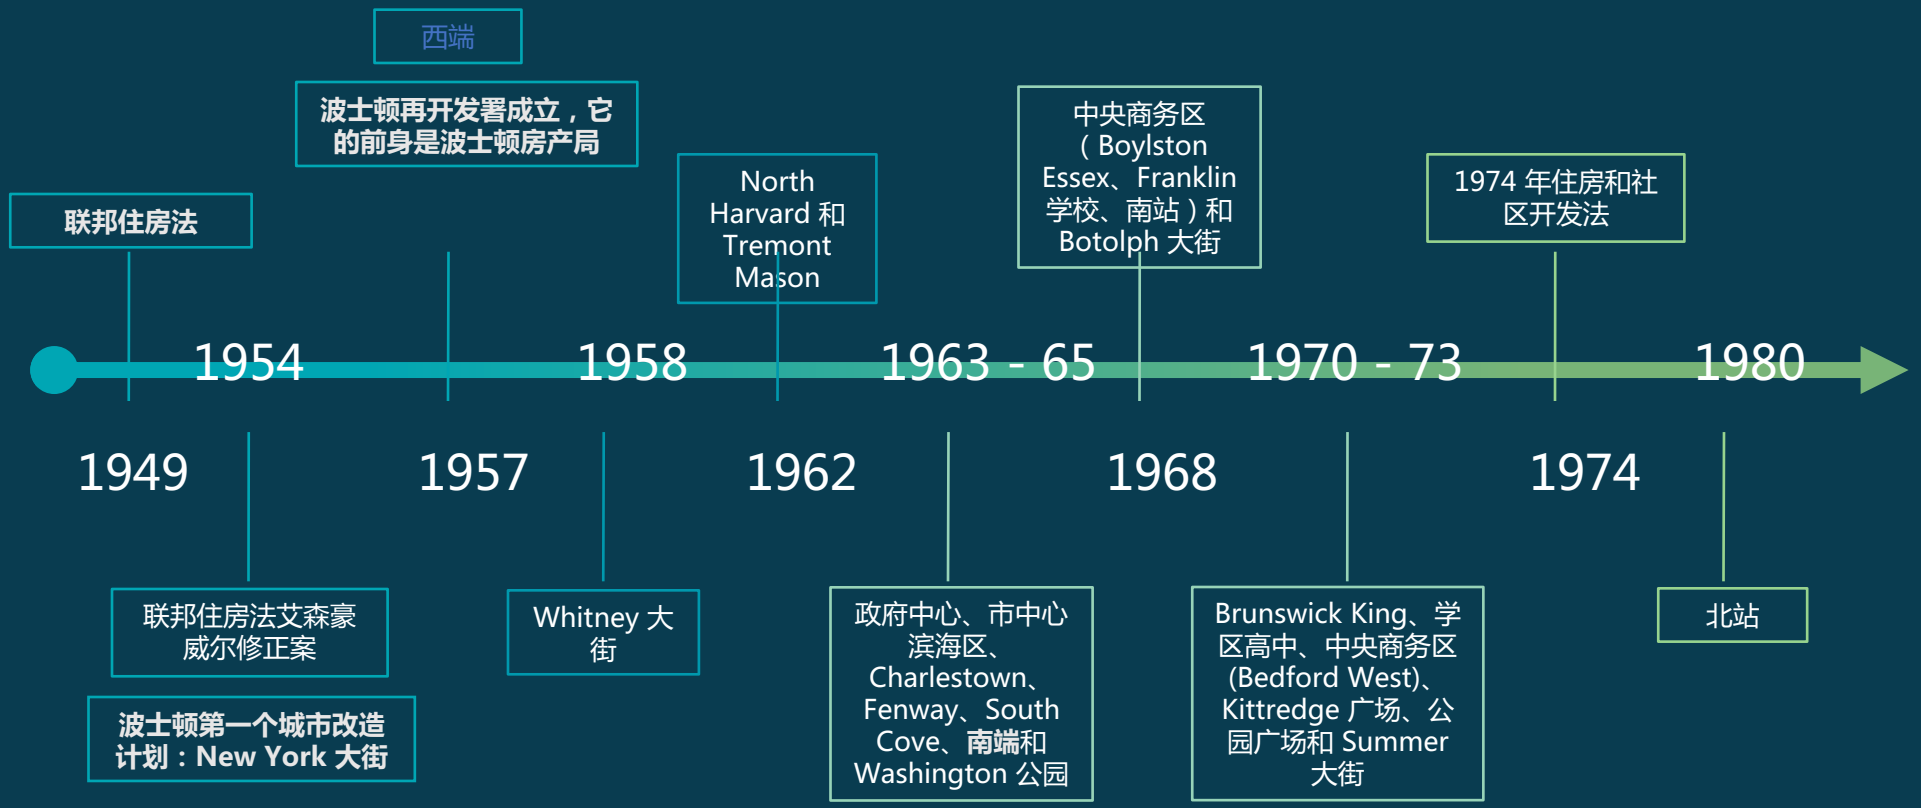 西端
波士顿再开发署成立，它
的前身是波士顿房产局
联邦住房法
North
Harvard 和
Tremont
Mason
中央商务区
（Boylston
Essex、Franklin
学校、南站）和
Botolph 大街
1974 年住房和社
区开发法
1954
1958
1963 - 65
1970 - 73
1980
1949
1957
1962
1968
1974
联邦住房法艾森豪
威尔修正案
波士顿第一个城市改造
计划：New York 大街
Whitney 大
街
政府中心、市中心
滨海区、
Charlestown、
Fenway、South
Cove、南端和
Washington 公园
Brunswick King、学
区高中、中央商务区
(Bedford West)、
Kittredge 广场、公
园广场和 Summer
大街
北站